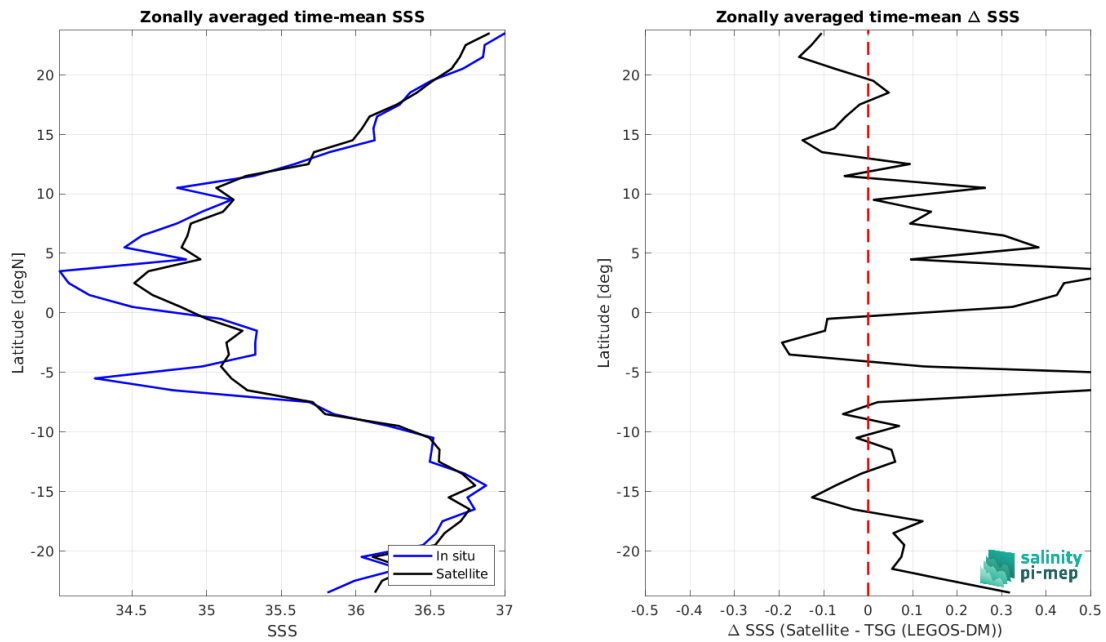 Zonally averaged time-mean SSS
20
15
10
5
0
-5
-10
-15
-20
Latitude [degN]
34.5 35 35.5 36 36.5 37
SSS
In situ
Satellite
Zonally averaged time-mean Δ SSS
20
15
10
5
0
-5
-10
-15
-20
Latitude [deg]
-0.5 -0.4 -0.3 -0.2 -0.1 0 0.1 0.2 0.3 0.4 0.5
Δ SSS (Satellite - TSG (LEGOS-DM))
salinity
pi-mep